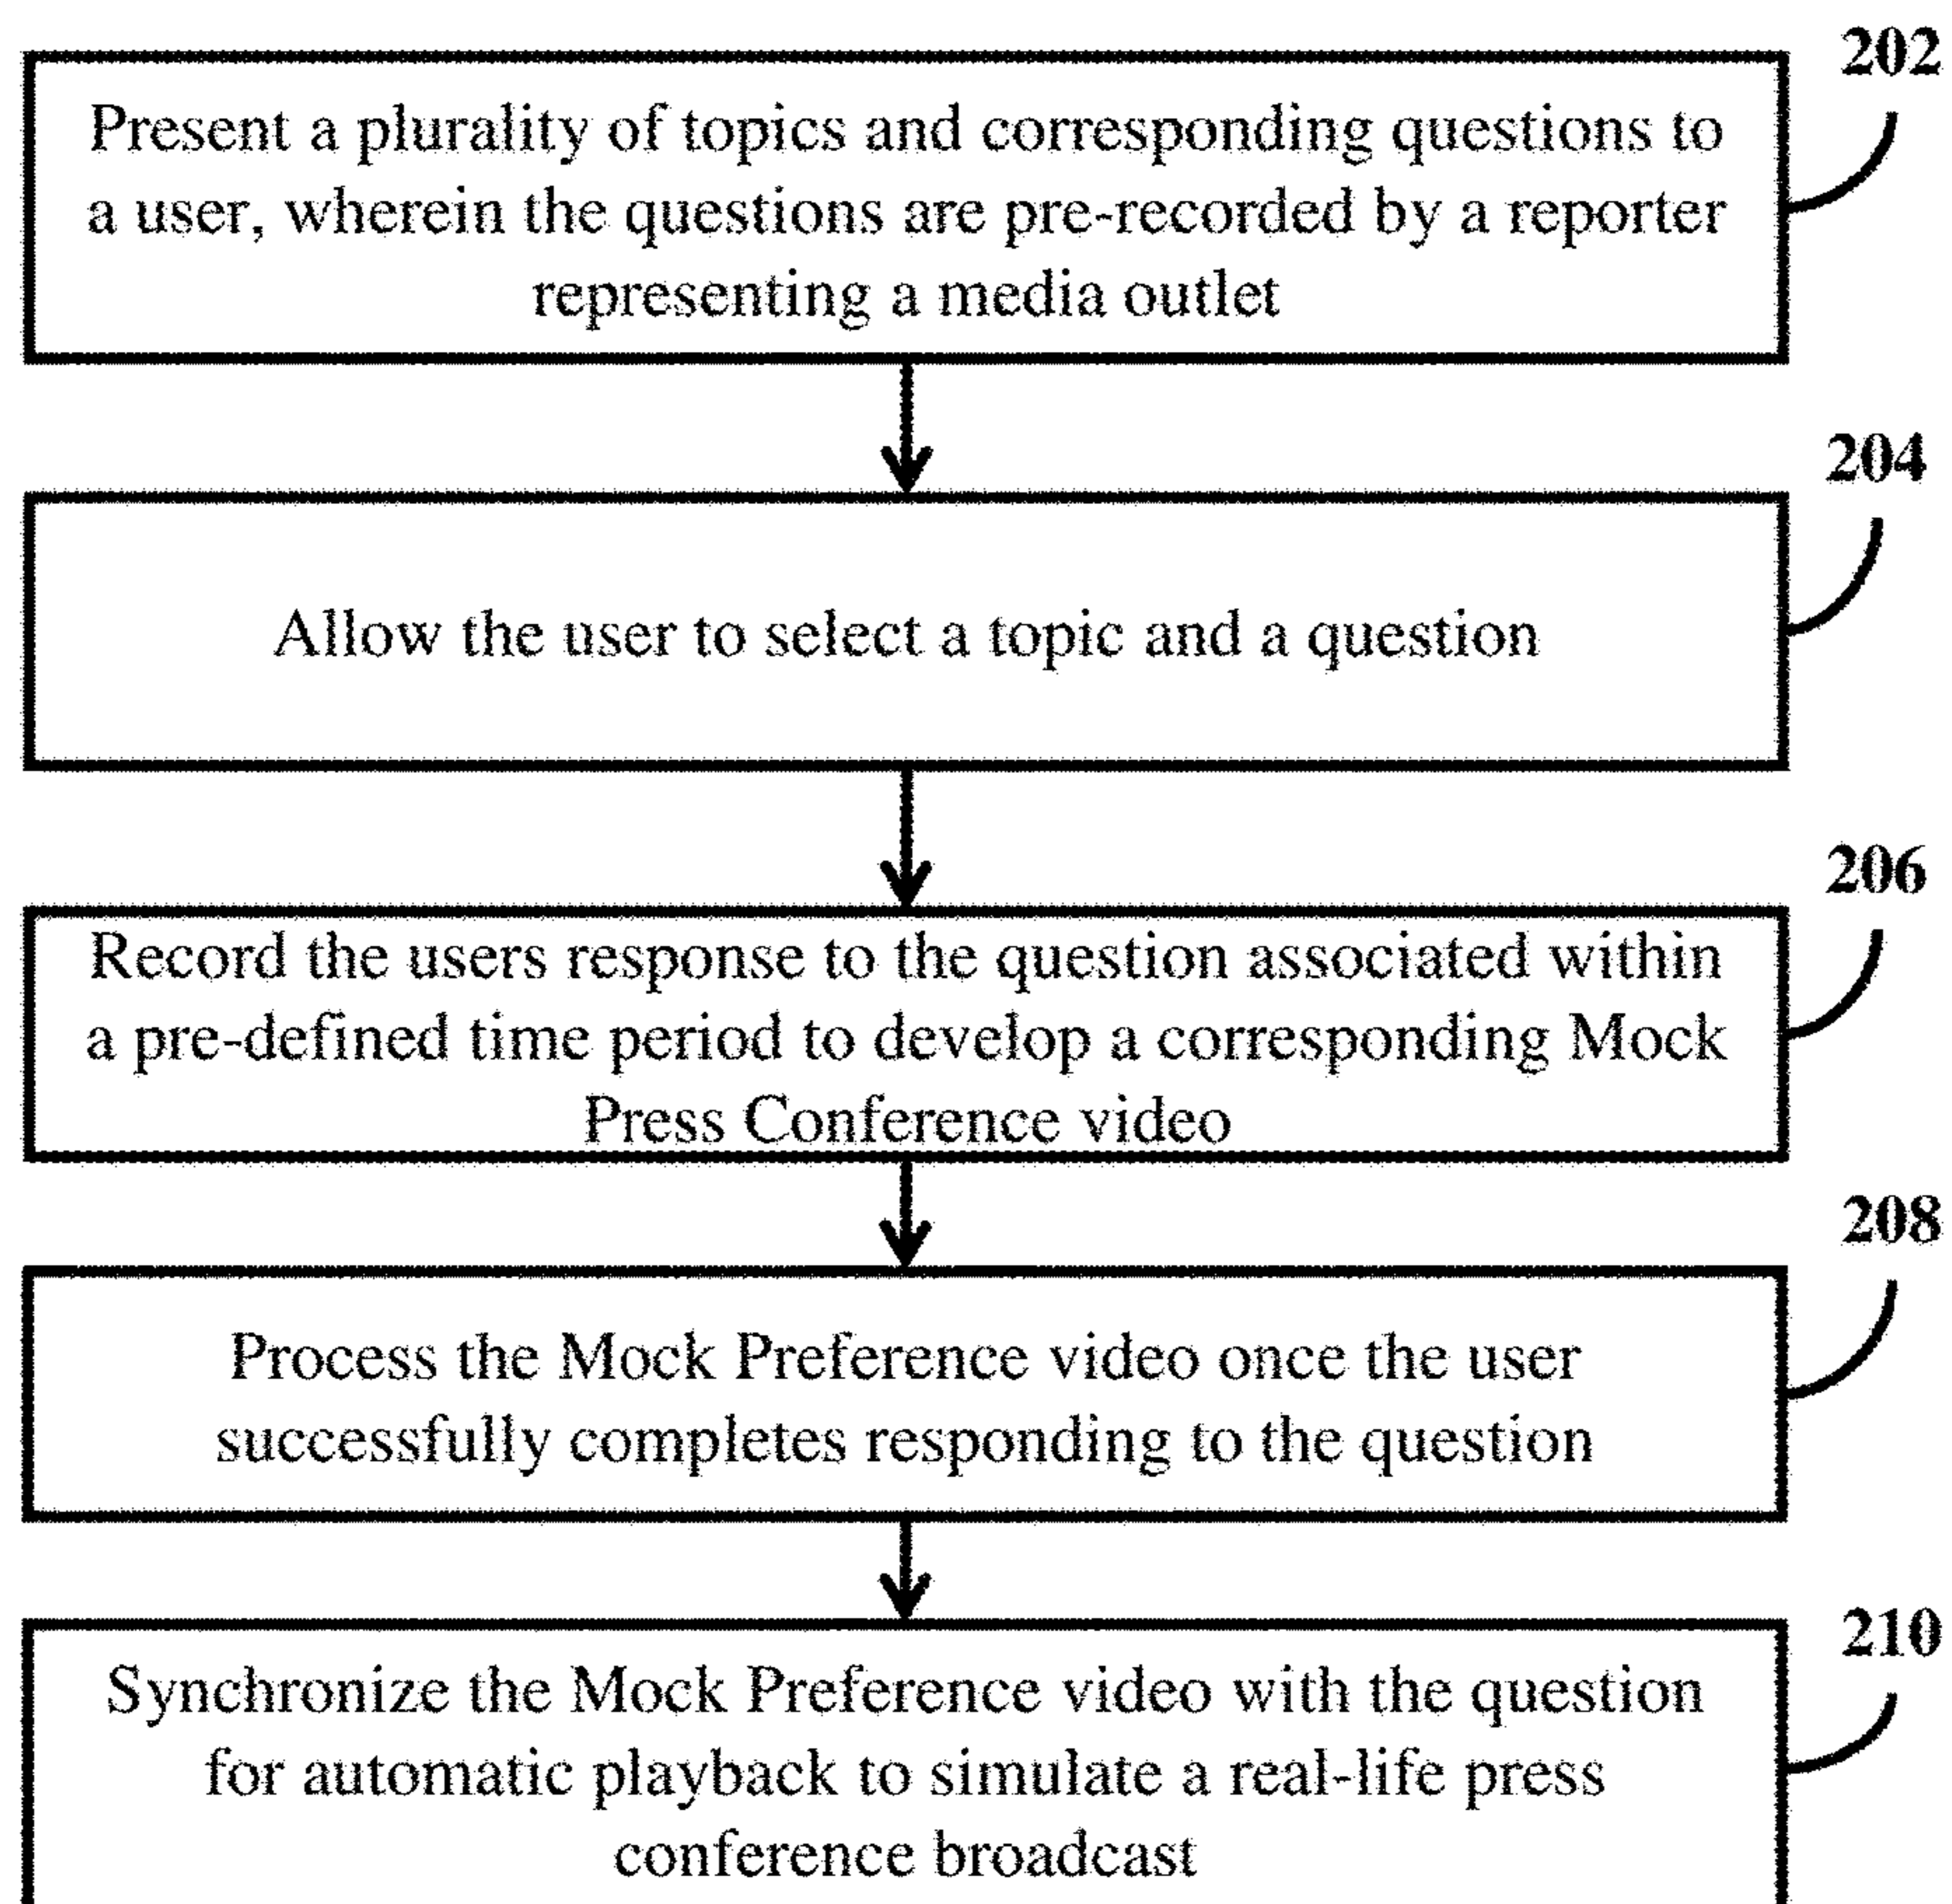 202
Present a plurality of topics and corresponding questions to
a user, wherein the questions are pre-recorded by a reporter
representing a media outlet
204
Allow the user to select a topic and a question
206
Record the users response to the question associated within
a pre-defined time period to develop a corresponding Mock
Press Conference video
208
Process the Mock Preference video once the user
successfully completes responding to the question
210
Synchronize the Mock Preference video with the question
for automatic playback to simulate a real-life press
conference broadcast